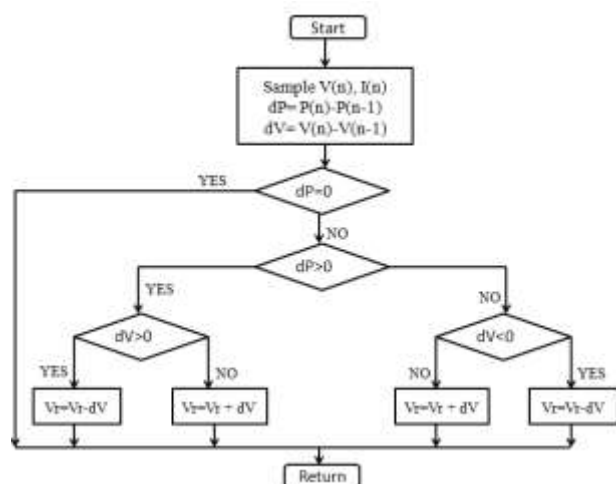 Start
Sample V(n), I(n)
dP= P(n)-P(n-1)
dV= V(n)-V(n-1)
YES
dP=0
NO
dP>0
YES
NO
dV>0
dV<0
YES
NO
NO
YES
Vr=Vr-dV
Vr=Vr + dV
Vr=Vr + dV
Vr=Vr-dV
Return